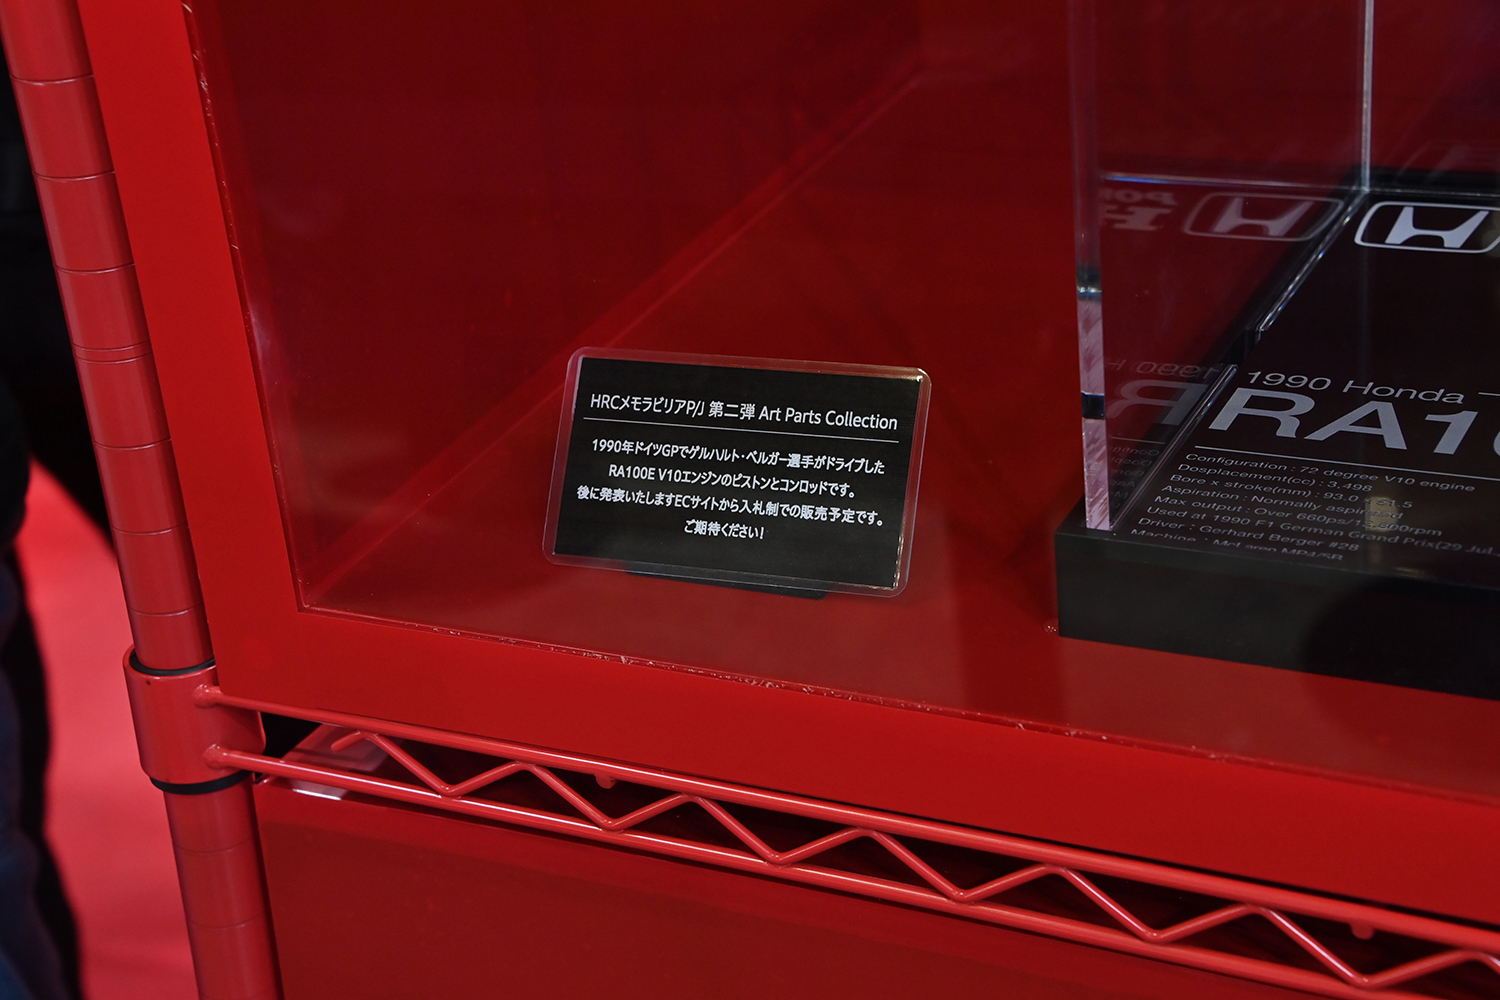 HRCメモラビリアP/J 第二弾 Art Parts Collection
1990年ドイツGPでゲルハルト・ベルガー選手がドライブした
RA100E V10エンジンのピストンとコンロッドです。
後に発表いたしますECサイトから入札制での販売予定です。
ご期待ください!
1990 Honda
RA10
Configuration : 72 degree V10 engine
Dosplacement(cc) : 3,498
Bore x stroke(mm) : 93.0
Aspiration : Normally
Max output : Over 660ps/
Used at 1990 F1 German Grand Prix(29 Jul.
Driver : Gerhard Berger #28
Machine : McLaren MP4/5B